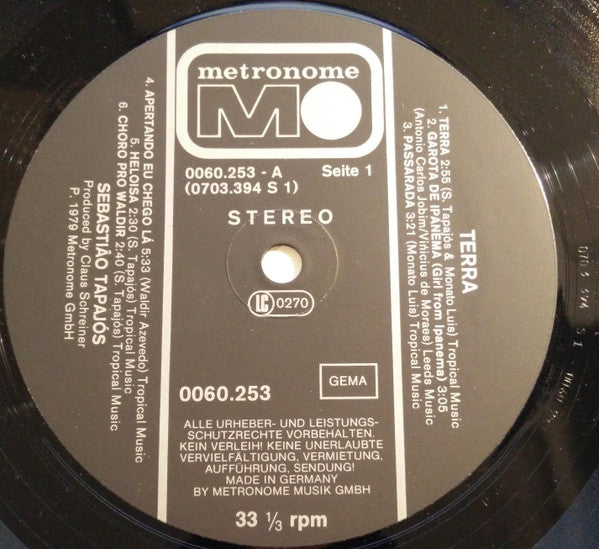 metronome
MO
0060.253 - A Seite 1
(0703.394 S 1)
STEREO
LC 0270
0060.253
GEMA
ALLE URHEBER- UND LEISTUNGS-
SCHUTZRECHTE VORBEHALTEN.
KEIN VERLEIH! KEINE UNERLAUBTE
VERVIELFÄLTIGUNG, VERMIETUNG,
AUFFÜHRUNG, SENDUNG!
MADE IN GERMANY
BY METRONOME MUSIK GMBH
33 1/3 rpm
TERRA
1. TERRA 2:55 (S. Tapajós & Monato Luis) Tropical Music
2. GAROTA DE IPANEMA (Girl from Ipanema) 3:05
(Antonio Carlos Jobim/Vinícius de Moraes) Leeds Music
3. PASSARADA 3:21 (Monato Luis) Tropical Music
4. APERTANDO EU CHEGO LÁ 5:33 (Waldir Azevedo) Tropical Music
5. HELOISA 2:30 (S. Tapajós) Tropical Music
6. CHORO PRO WALDIR 2:40 (S. Tapajós) Tropical Music
SEBASTIÃO TAPAJÓS
Produced by Claus Schreiner
P. 1979 Metronome GmbH